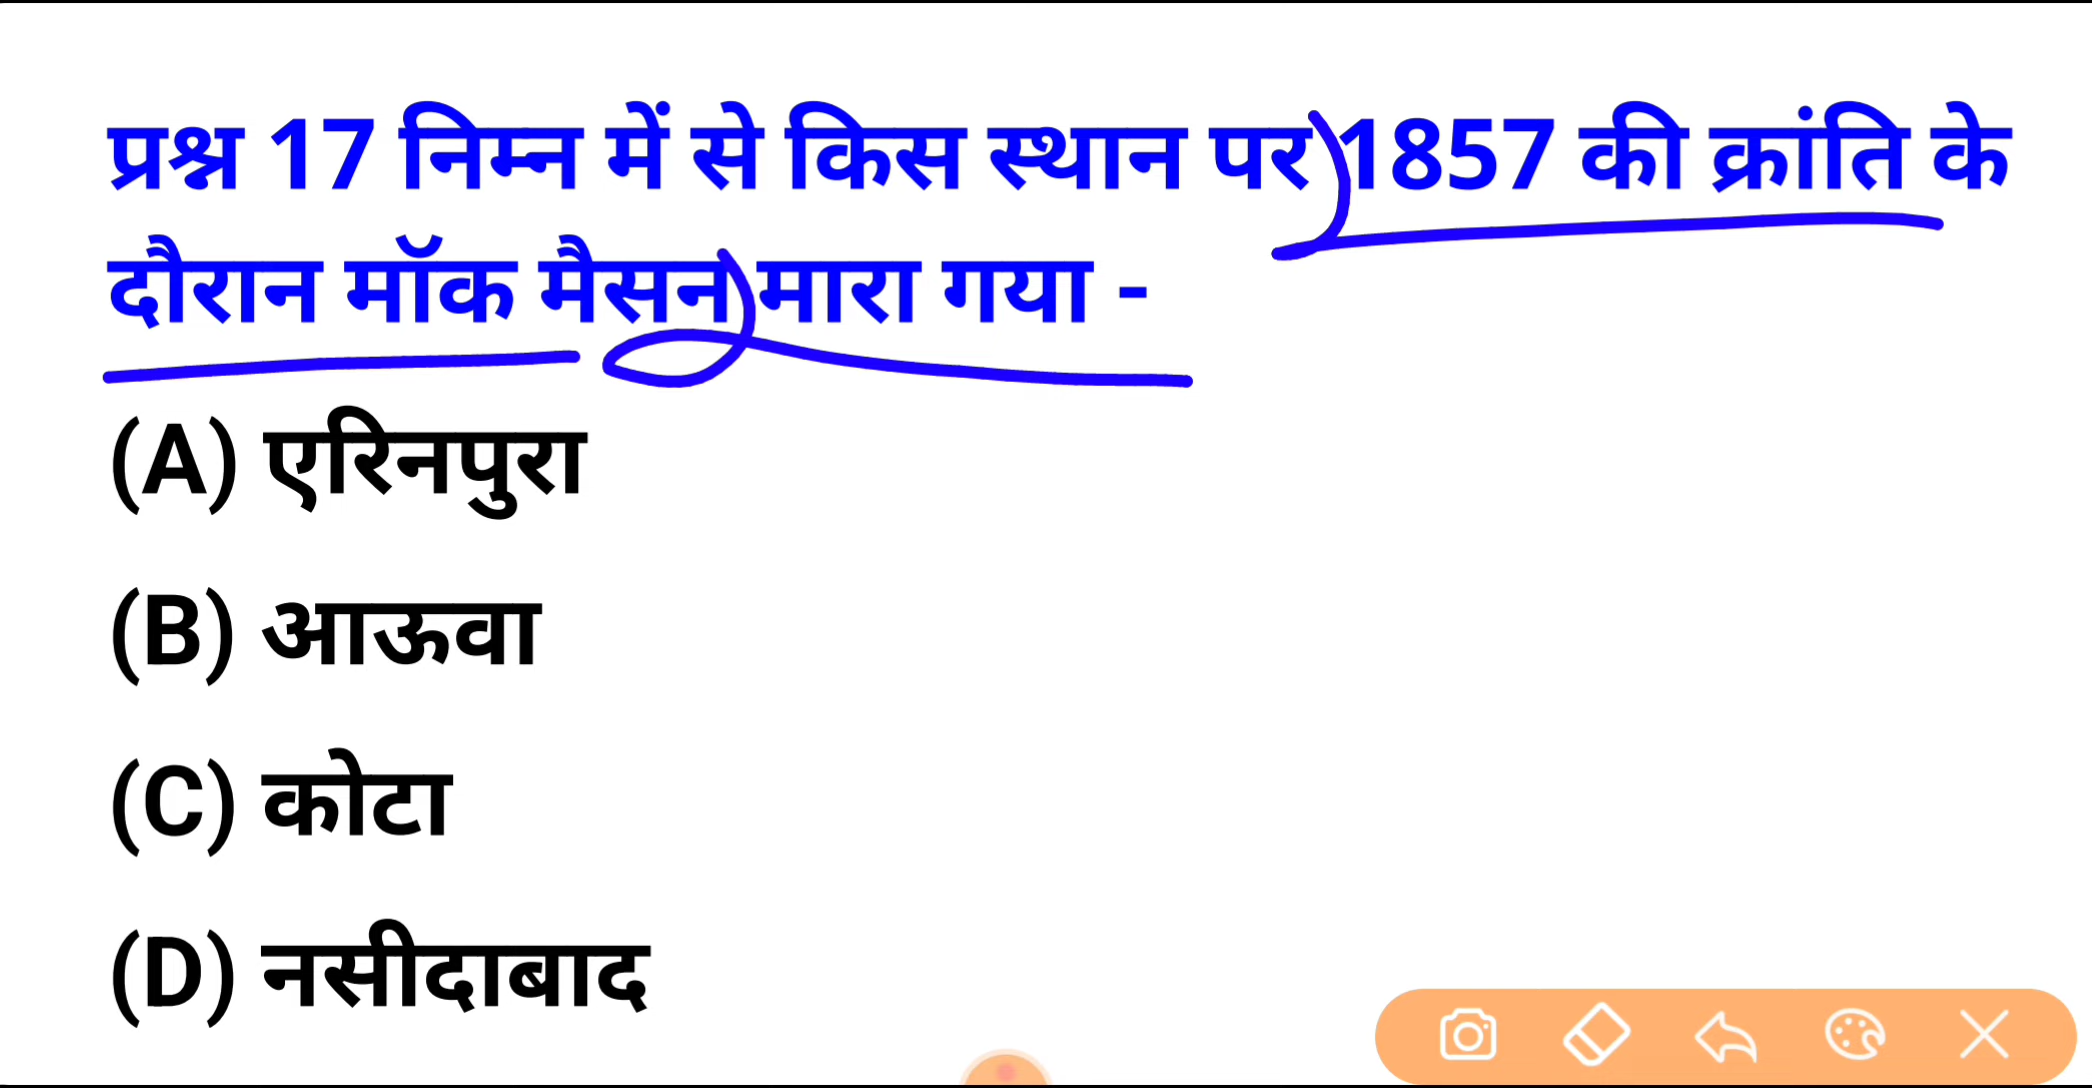 प्रश्न 17 निम्न में से किस स्थान पर 1857 की क्रांति के
दौरान मॉक मैसन मारा गया -
(A) एरिनपुरा
(B) आऊवा
(C) कोटा
(D) नसीदाबाद